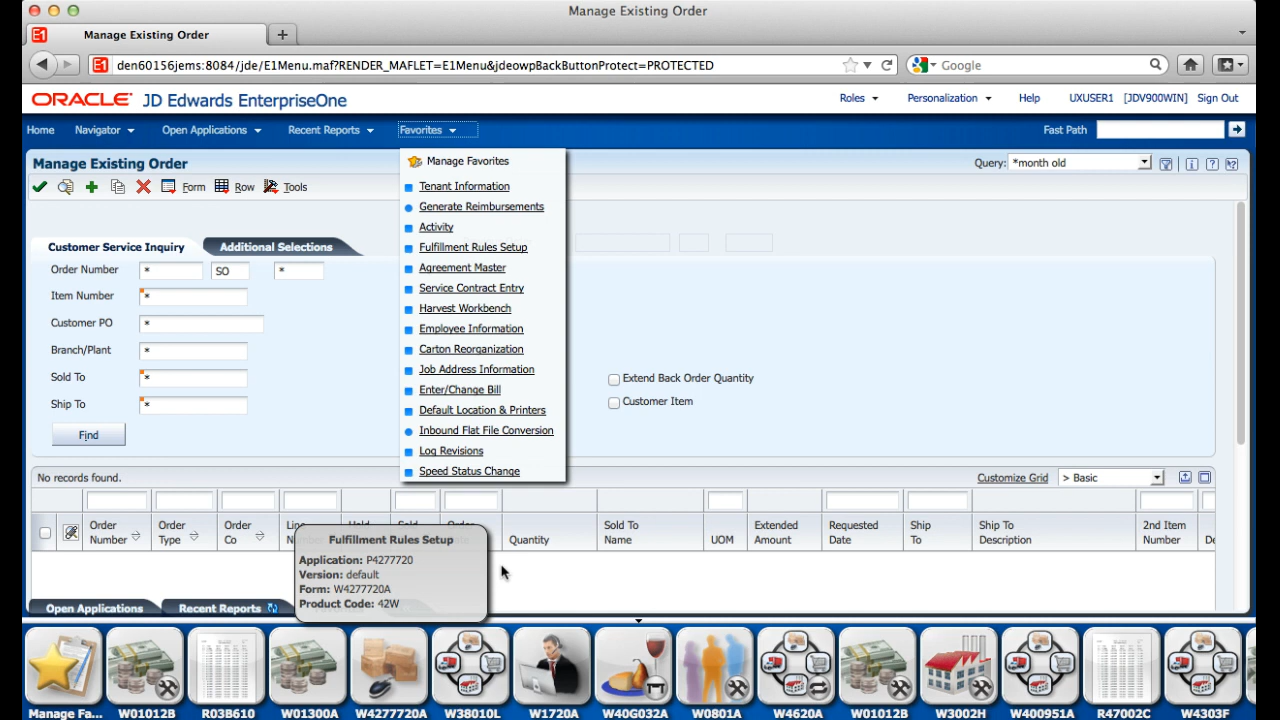 Manage Existing Order
Manage Existing Order
den60156jems:8084/jde/E1Menu.maf?RENDER_MAFLET=E1Menu&jdeowpBackButtonProtect=PROTECTED
Google
ORACLE JD Edwards EnterpriseOne
Roles Personalization Help UXUSER1 [JDV900WIN] Sign Out
Home Navigator Open Applications Recent Reports Favorites Fast Path
Manage Existing Order
Query: *month old
Form Row Tools
Manage Favorites
Tenant Information
Generate Reimbursements
Activity
Fulfillment Rules Setup
Agreement Master
Service Contract Entry
Harvest Workbench
Employee Information
Carton Reorganization
Job Address Information
Enter/Change Bill
Default Location & Printers
Inbound Flat File Conversion
Log Revisions
Speed Status Change
Customer Service Inquiry Additional Selections
Order Number * SO *
Item Number *
Customer PO *
Branch/Plant *
Sold To *
Ship To *
Extend Back Order Quantity
Customer Item
Find
No records found.
Customize Grid > Basic
Order Number
Order Type
Order Co
Quantity
Sold To Name
UOM
Extended Amount
Requested Date
Ship To
Ship To Description
2nd Item Number
Fulfillment Rules Setup
Application: P4277720
Version: default
Form: W4277720A
Product Code: 42W
Open Applications Recent Reports
Manage Fa... W01012B R03B610 W01300A W4277720A W38010L W1720A W40G032A W0801A W4620A W01012B W3002H W400951A R47002C W4303F